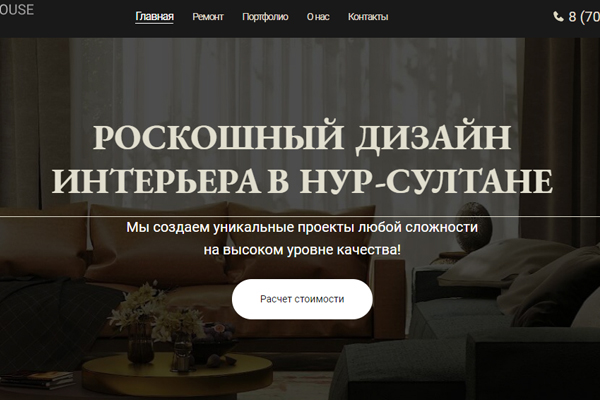 OUSE
Главная Ремонт Портфолио О нас Контакты
8 (70
РОСКОШНЫЙ ДИЗАЙН
ИНТЕРЬЕРА В НУР-СУЛТАНЕ
Мы создаем уникальные проекты любой сложности
на высоком уровне качества!
Расчет стоимости